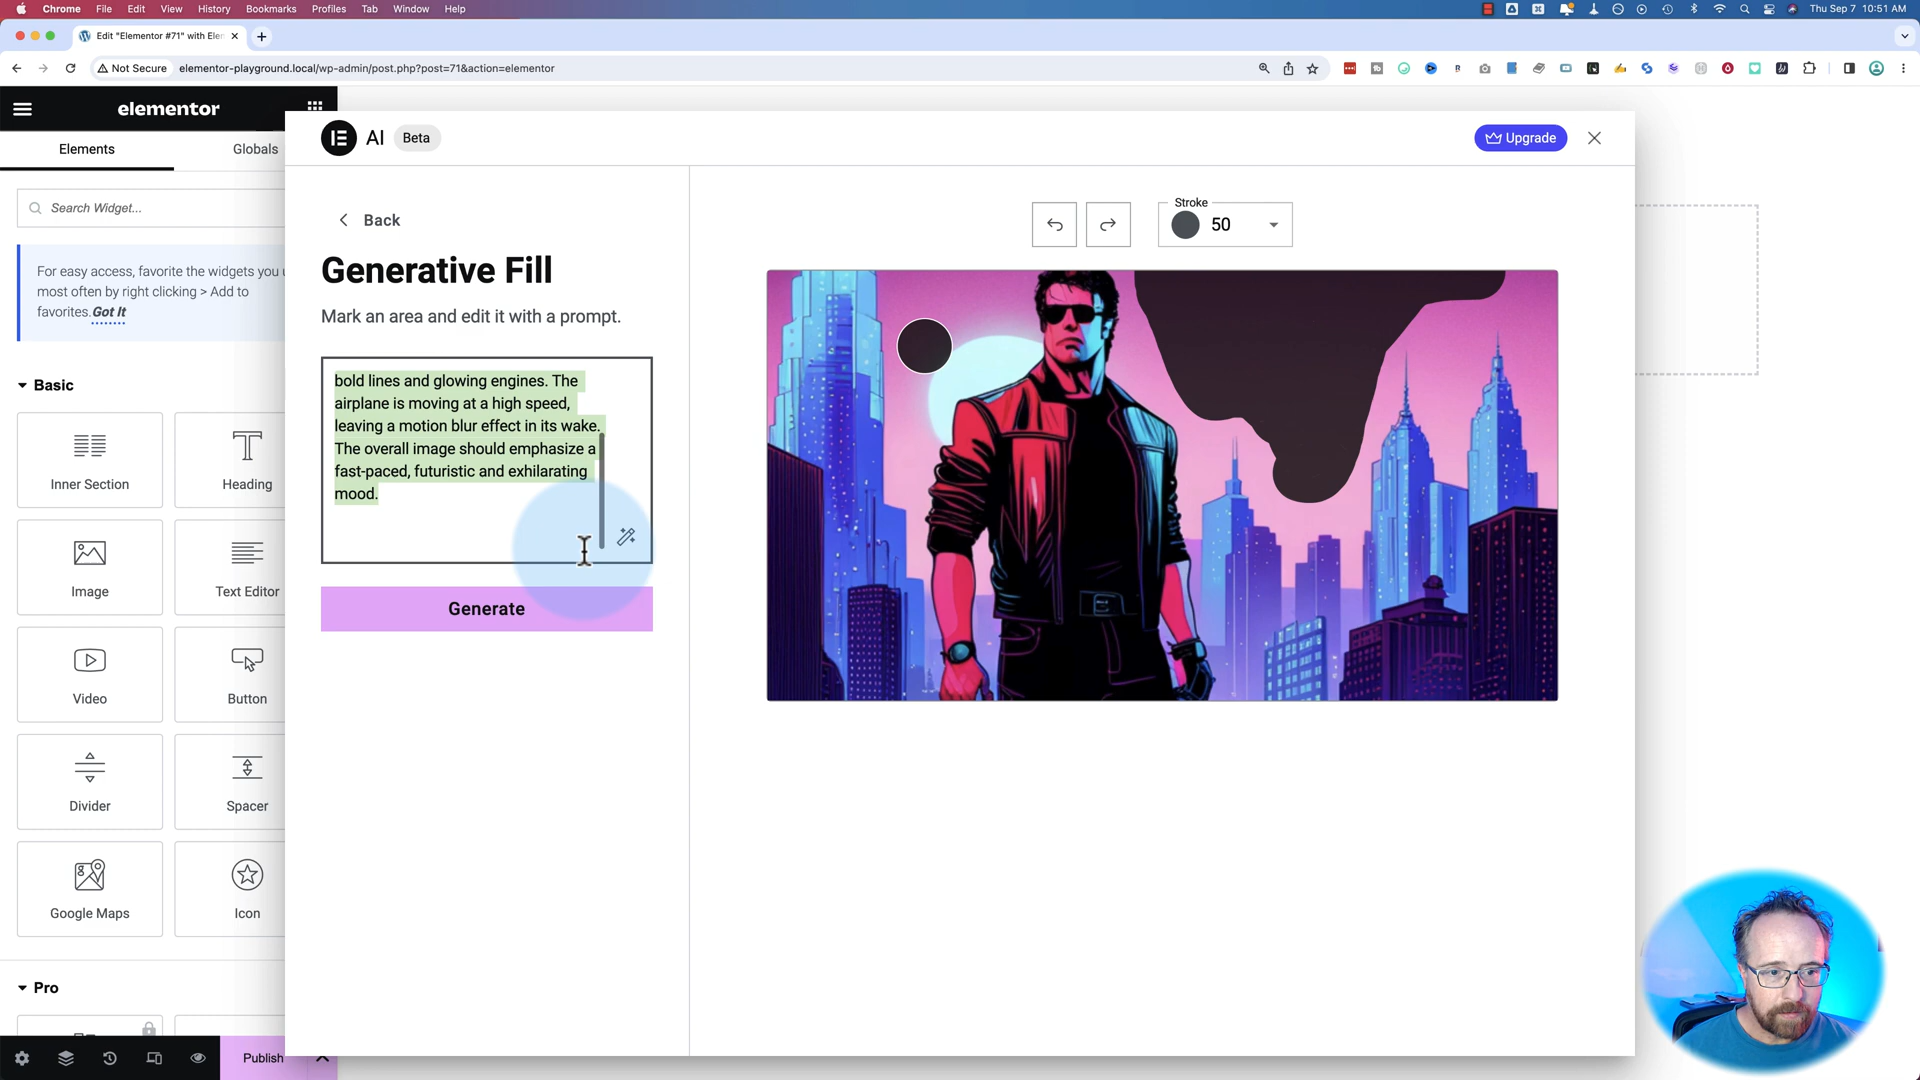 Chrome File Edit View History Bookmarks Profiles Tab Window Help
Thu Sep 7 10:51 AM
Edit "Elementor #71" with Elem
Not Secure elementor-playground.local/wp-admin/post.php?post=71&action=elementor
elementor
Elements Globals
Search Widget...
For easy access, favorite the widgets you u
most often by right clicking > Add to
favorites. Got It
Basic
Inner Section
Heading
Image
Text Editor
Video
Button
Divider
Spacer
Google Maps
Icon
Pro
Publish
AI Beta
Upgrade
Back
Generative Fill
Mark an area and edit it with a prompt.
bold lines and glowing engines. The
airplane is moving at a high speed,
leaving a motion blur effect in its wake.
The overall image should emphasize a
fast-paced, futuristic and exhilarating
mood.
Generate
Stroke
50